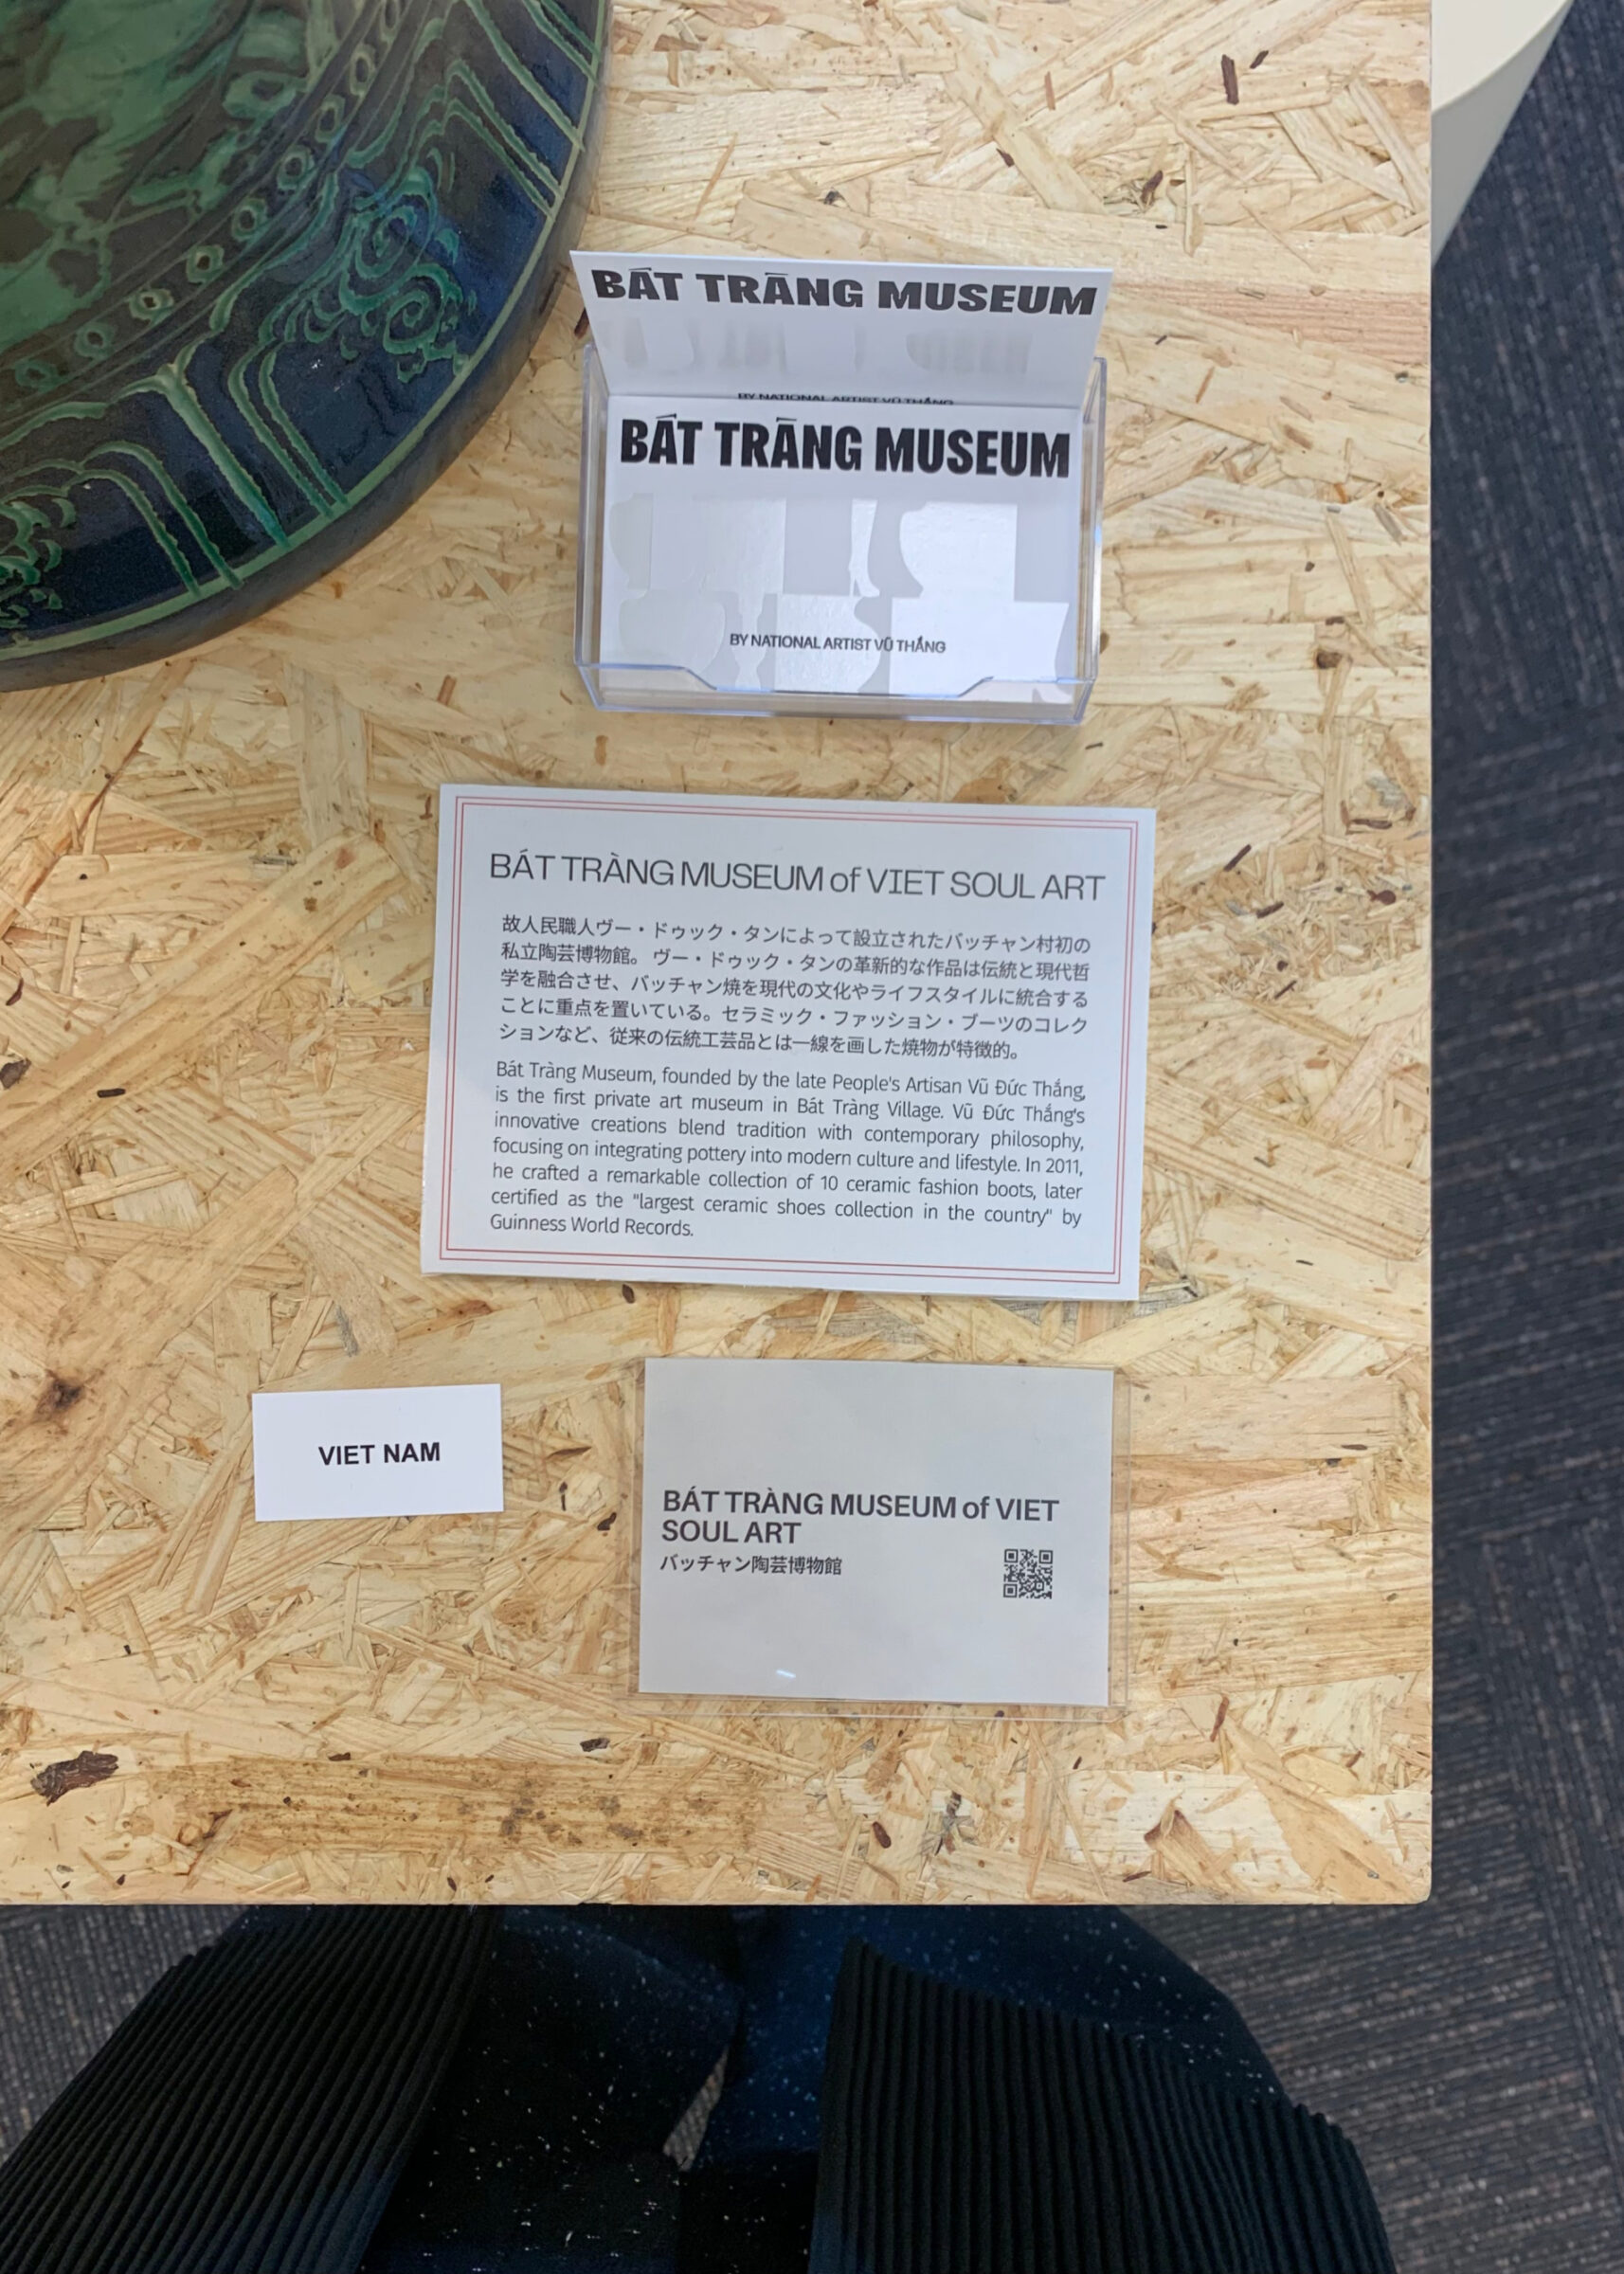 BÁT TRÀNG MUSEUM
BY NATIONAL ARTIST VŨ THẮNG
BÁT TRÀNG MUSEUM
BY NATIONAL ARTIST VŨ THẮNG
BÁT TRÀNG MUSEUM of VIET SOUL ART
故人民職人ヴー・ドゥック・タンによって設立されたバッチャン村初の
私立陶芸博物館。 ヴー・ドゥック・タンの革新的な作品は伝統と現代哲
学を融合させ、バッチャン焼を現代の文化やライフスタイルに統合する
ことに重点を置いている。セラミック・ファッション・ブーツのコレク
ションなど、従来の伝統工芸品とは一線を画した焼物が特徴的。
Bát Tràng Museum, founded by the late People's Artisan Vũ Đức Thắng,
is the first private art museum in Bát Tràng Village. Vũ Đức Thắng's
innovative creations blend tradition with contemporary philosophy,
focusing on integrating pottery into modern culture and lifestyle. In 2011,
he crafted a remarkable collection of 10 ceramic fashion boots, later
certified as the "largest ceramic shoes collection in the country" by
Guinness World Records.
VIET NAM
BÁT TRÀNG MUSEUM of VIET
SOUL ART
バッチャン陶芸博物館